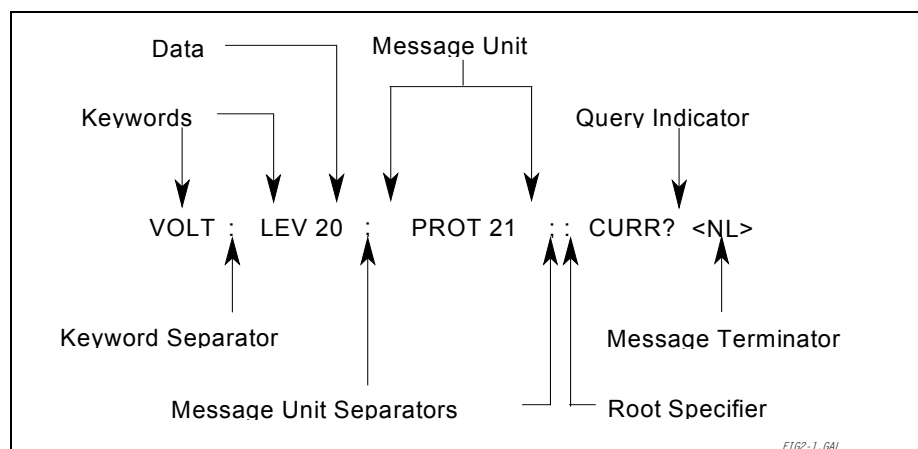 Data
Message Unit
Keywords
Query Indicator
VOLT : LEV 20 ; PROT 21 ; : CURR? <NL>
Keyword Separator
Message Terminator
Message Unit Separators
Root Specifier
FIG2-1.GAL